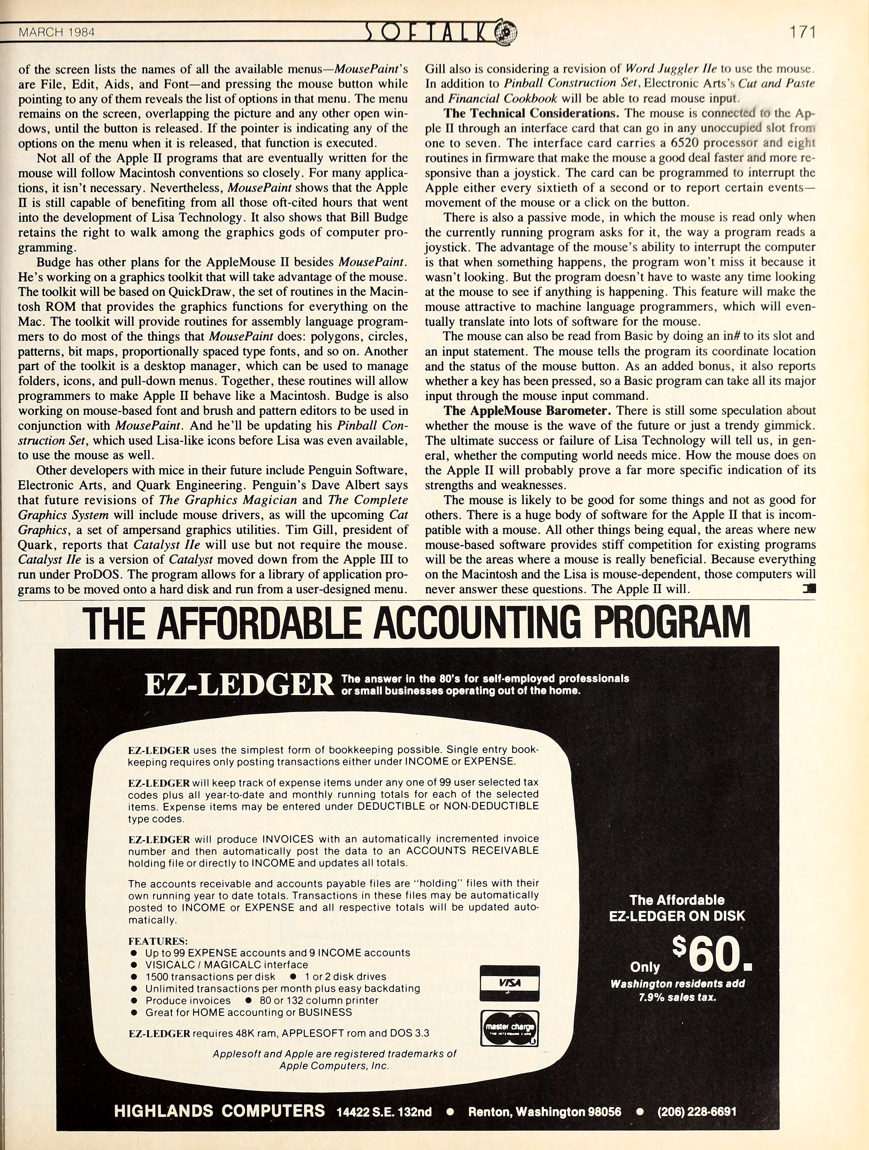 MARCH 1984
SOFTALK
171
of the screen lists the names of all the available menus—MousePaint's
are File, Edit, Aids, and Font—and pressing the mouse button while
pointing to any of them reveals the list of options in that menu. The menu
remains on the screen, overlapping the picture and any other open win-
dows, until the button is released. If the pointer is indicating any of the
options on the menu when it is released, that function is executed.
Not all of the Apple II programs that are eventually written for the
mouse will follow Macintosh conventions so closely. For many applica-
tions, it isn't necessary. Nevertheless, MousePaint shows that the Apple
II is still capable of benefiting from all those oft-cited hours that went
into the development of Lisa Technology. It also shows that Bill Budge
retains the right to walk among the graphics gods of computer pro-
gramming.
Budge has other plans for the AppleMouse II besides MousePaint.
He's working on a graphics toolkit that will take advantage of the mouse.
The toolkit will be based on QuickDraw, the set of routines in the Macin-
tosh ROM that provides the graphics functions for everything on the
Mac. The toolkit will provide routines for assembly language program-
mers to do most of the things that MousePaint does: polygons, circles,
patterns, bit maps, proportionally spaced type fonts, and so on. Another
part of the toolkit is a desktop manager, which can be used to manage
folders, icons, and pull-down menus. Together, these routines will allow
programmers to make Apple II behave like a Macintosh. Budge is also
working on mouse-based font and brush and pattern editors to be used in
conjunction with MousePaint. And he'll be updating his Pinball Con-
struction Set, which used Lisa-like icons before Lisa was even available,
to use the mouse as well.
Other developers with mice in their future include Penguin Software,
Electronic Arts, and Quark Engineering. Penguin's Dave Albert says
that future revisions of The Graphics Magician and The Complete
Graphics System will include mouse drivers, as will the upcoming Cat
Graphics, a set of ampersand graphics utilities. Tim Gill, president of
Quark, reports that Catalyst IIe will use but not require the mouse.
Catalyst IIe is a version of Catalyst moved down from the Apple III to
run under ProDOS. The program allows for a library of application pro-
grams to be moved onto a hard disk and run from a user-designed menu.
Gill also is considering a revision of Word Juggler IIe to use the mouse.
In addition to Pinball Construction Set, Electronic Arts's Cut and Paste
and Financial Cookbook will be able to read mouse input.
The Technical Considerations. The mouse is connected to the Ap-
ple II through an interface card that can go in any unoccupied slot from
one to seven. The interface card carries a 6520 processor and eight
routines in firmware that make the mouse a good deal faster and more re-
sponsive than a joystick. The card can be programmed to interrupt the
Apple either every sixtieth of a second or to report certain events—
movement of the mouse or a click on the button.
There is also a passive mode, in which the mouse is read only when
the currently running program asks for it, the way a program reads a
joystick. The advantage of the mouse's ability to interrupt the computer
is that when something happens, the program won't miss it because it
wasn't looking. But the program doesn't have to waste any time looking
at the mouse to see if anything is happening. This feature will make the
mouse attractive to machine language programmers, which will even-
tually translate into lots of software for the mouse.
The mouse can also be read from Basic by doing an in# to its slot and
an input statement. The mouse tells the program its coordinate location
and the status of the mouse button. As an added bonus, it also reports
whether a key has been pressed, so a Basic program can take all its major
input through the mouse input command.
The AppleMouse Barometer. There is still some speculation about
whether the mouse is the wave of the future or just a trendy gimmick.
The ultimate success or failure of Lisa Technology will tell us, in gen-
eral, whether the computing world needs mice. How the mouse does on
the Apple II will probably prove a far more specific indication of its
strengths and weaknesses.
The mouse is likely to be good for some things and not as good for
others. There is a huge body of software for the Apple II that is incom-
patible with a mouse. All other things being equal, the areas where new
mouse-based software provides stiff competition for existing programs
will be the areas where a mouse is really beneficial. Because everything
on the Macintosh and the Lisa is mouse-dependent, those computers will
never answer these questions. The Apple II will.
THE AFFORDABLE ACCOUNTING PROGRAM
EZ-LEDGER The answer in the 80's for self-employed professionals
or small businesses operating out of the home.
EZ-LEDGER uses the simplest form of bookkeeping possible. Single entry book-
keeping requires only posting transactions either under INCOME or EXPENSE.
EZ-LEDGER will keep track of expense items under any one of 99 user selected tax
codes plus all year-to-date and monthly running totals for each of the selected
items. Expense items may be entered under DEDUCTIBLE or NON-DEDUCTIBLE
type codes.
EZ-LEDGER will produce INVOICES with an automatically incremented invoice
number and then automatically post the data to an ACCOUNTS RECEIVABLE
holding file or directly to INCOME and updates all totals.
The accounts receivable and accounts payable files are "holding" files with their
own running year to date totals. Transactions in these files may be automatically
posted to INCOME or EXPENSE and all respective totals will be updated auto-
matically.
FEATURES:
● Up to 99 EXPENSE accounts and 9 INCOME accounts
● VISICALC / MAGICALC interface
● 1500 transactions per disk ● 1 or 2 disk drives
● Unlimited transactions per month plus easy backdating
● Produce invoices ● 80 or 132 column printer
● Great for HOME accounting or BUSINESS
EZ-LEDGER requires 48K ram, APPLESOFT rom and DOS 3.3
Applesoft and Apple are registered trademarks of
Apple Computers, Inc.
VISA
master charge
The Affordable
EZ-LEDGER ON DISK
Only $60.
Washington residents add
7.9% sales tax.
HIGHLANDS COMPUTERS 14422 S.E. 132nd ● Renton, Washington 98056 ● (206) 228-6691